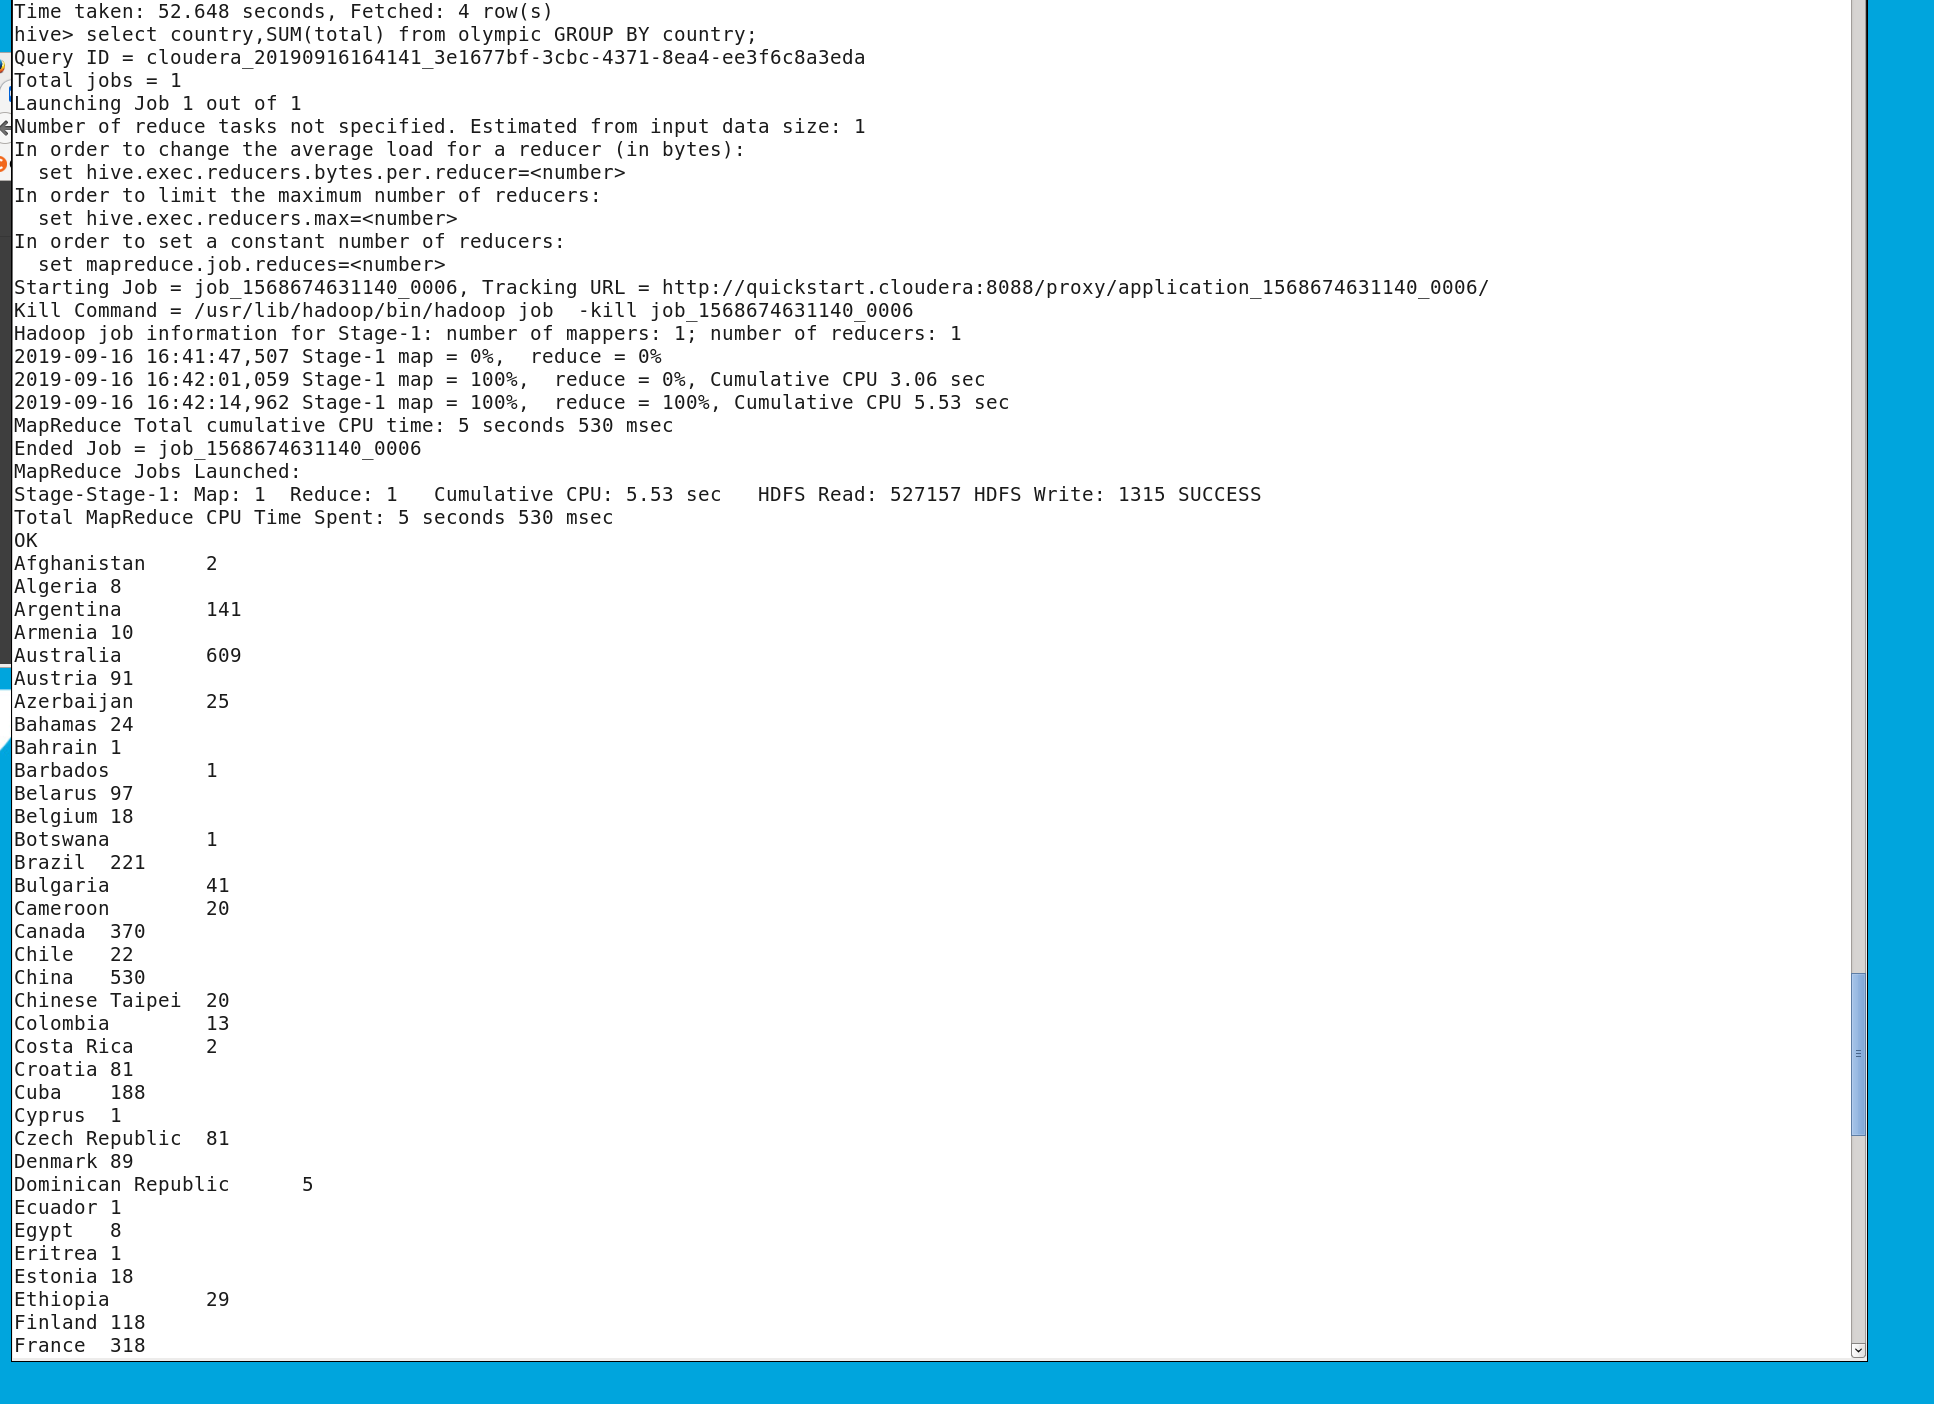 Time taken: 52.648 seconds, Fetched: 4 row(s)
hive> select country,SUM(total) from olympic GROUP BY country;
Query ID = cloudera_20190916164141_3e1677bf-3cbc-4371-8ea4-ee3f6c8a3eda
Total jobs = 1
Launching Job 1 out of 1
Number of reduce tasks not specified. Estimated from input data size: 1
In order to change the average load for a reducer (in bytes):
  set hive.exec.reducers.bytes.per.reducer=<number>
In order to limit the maximum number of reducers:
  set hive.exec.reducers.max=<number>
In order to set a constant number of reducers:
  set mapreduce.job.reduces=<number>
Starting Job = job_1568674631140_0006, Tracking URL = http://quickstart.cloudera:8088/proxy/application_1568674631140_0006/
Kill Command = /usr/lib/hadoop/bin/hadoop job  -kill job_1568674631140_0006
Hadoop job information for Stage-1: number of mappers: 1; number of reducers: 1
2019-09-16 16:41:47,507 Stage-1 map = 0%,  reduce = 0%
2019-09-16 16:42:01,059 Stage-1 map = 100%,  reduce = 0%, Cumulative CPU 3.06 sec
2019-09-16 16:42:14,962 Stage-1 map = 100%,  reduce = 100%, Cumulative CPU 5.53 sec
MapReduce Total cumulative CPU time: 5 seconds 530 msec
Ended Job = job_1568674631140_0006
MapReduce Jobs Launched:
Stage-Stage-1: Map: 1  Reduce: 1   Cumulative CPU: 5.53 sec   HDFS Read: 527157 HDFS Write: 1315 SUCCESS
Total MapReduce CPU Time Spent: 5 seconds 530 msec
OK
Afghanistan	2
Algeria	8
Argentina	141
Armenia	10
Australia	609
Austria	91
Azerbaijan	25
Bahamas	24
Bahrain	1
Barbados	1
Belarus	97
Belgium	18
Botswana	1
Brazil	221
Bulgaria	41
Cameroon	20
Canada	370
Chile	22
China	530
Chinese Taipei	20
Colombia	13
Costa Rica	2
Croatia	81
Cuba	188
Cyprus	1
Czech Republic	81
Denmark	89
Dominican Republic	5
Ecuador	1
Egypt	8
Eritrea	1
Estonia	18
Ethiopia	29
Finland	118
France	318